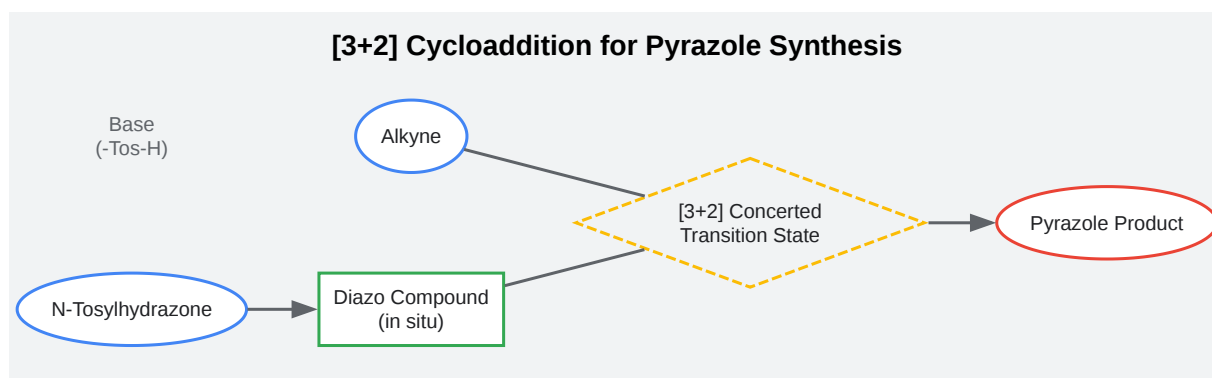 [3+2] Cycloaddition for Pyrazole Synthesis
Base
(-Tos-H)
Alkyne
[3+2] Concerted
Transition State
Pyrazole Product
N-Tosylhydrazone
Diazo Compound
(in situ)